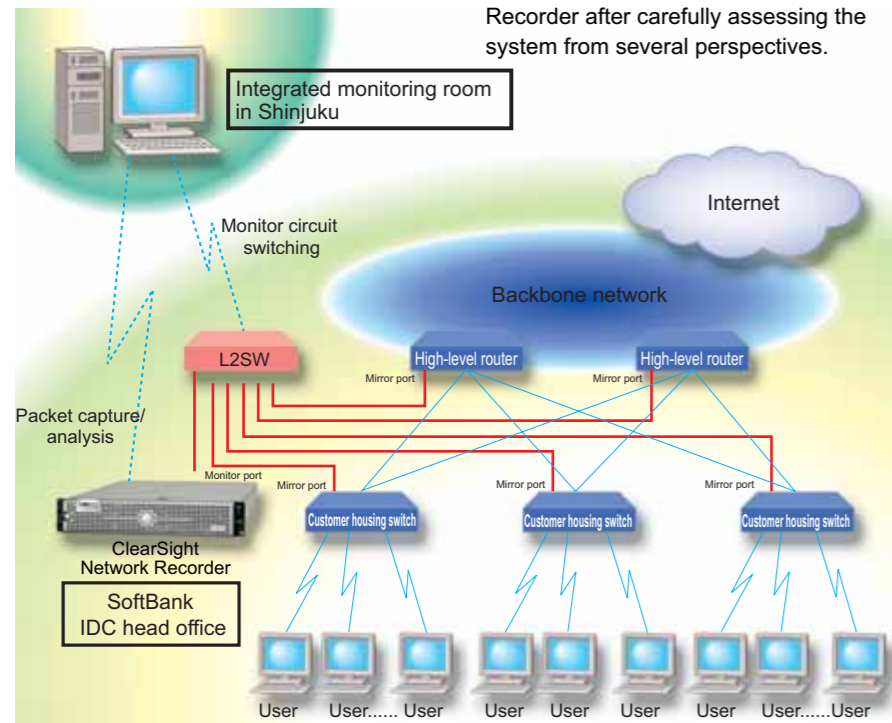 Recorder after carefully assessing the
system from several perspectives.
Integrated monitoring room
in Shinjuku
Internet
Monitor circuit
switching
Backbone network
L2SW
High-level router
High-level router
Mirror port
Mirror port
Packet capture/
analysis
Monitor port
Mirror port
Mirror port
Mirror port
Customer housing switch
Customer housing switch
Customer housing switch
ClearSight
Network Recorder
SoftBank
IDC head office
User
User...... User
User
User
User
User
User......User